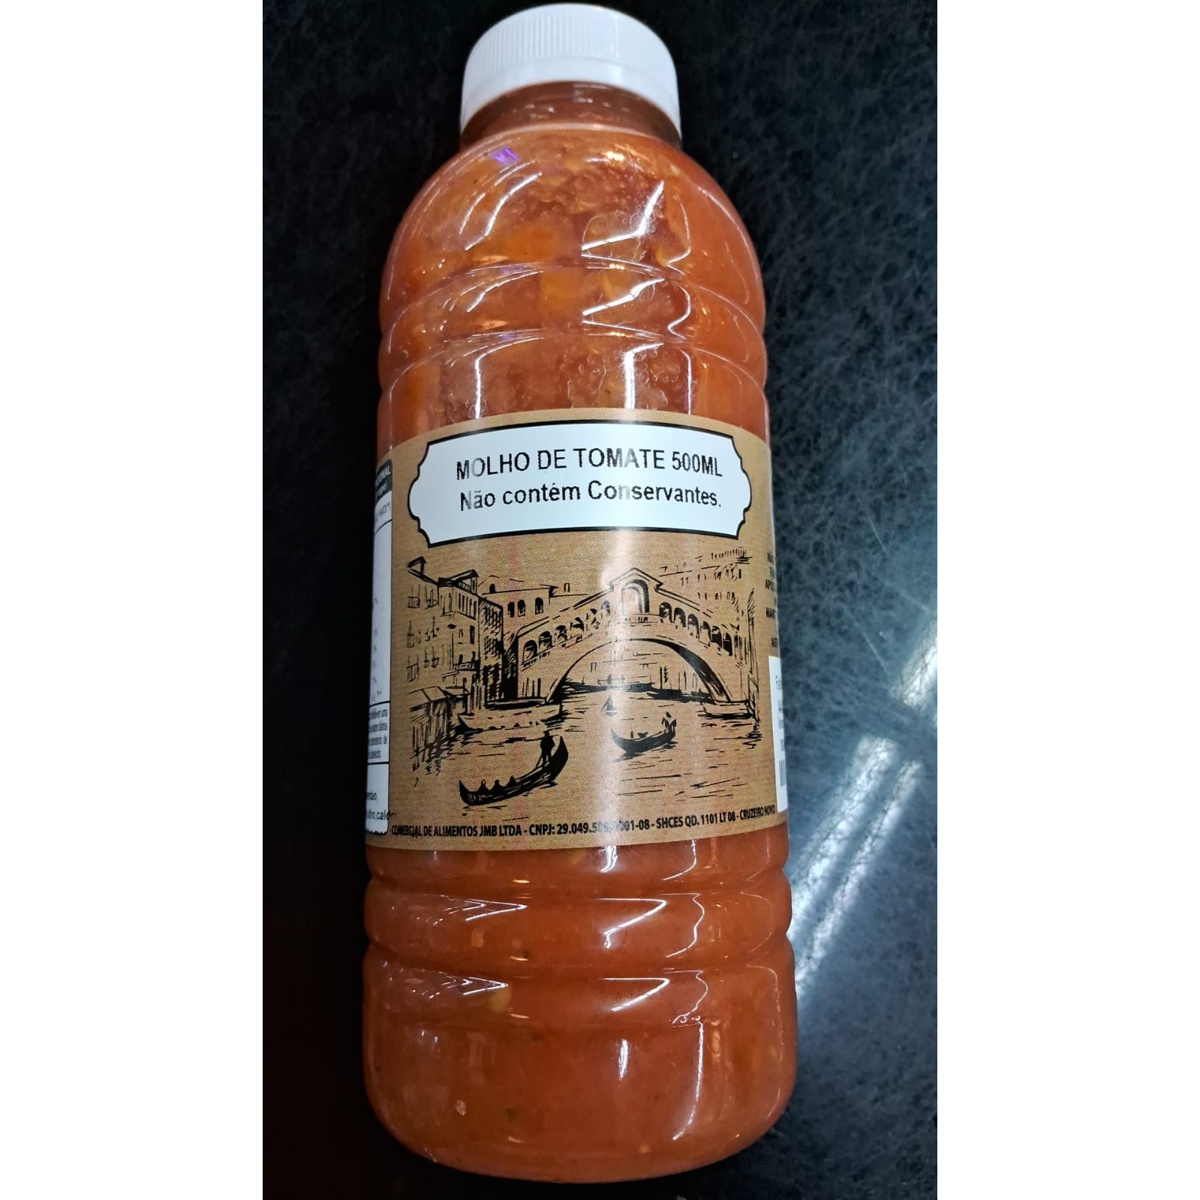 MOLHO DE TOMATE 500ML
Não contém Conservantes.
COMERCIAL DE ALIMENTOS JMB LTDA - CNPJ: 29.049.5 001-08 - SHCES QD. 1101 LT 08 - CRUZEIRO NOVO